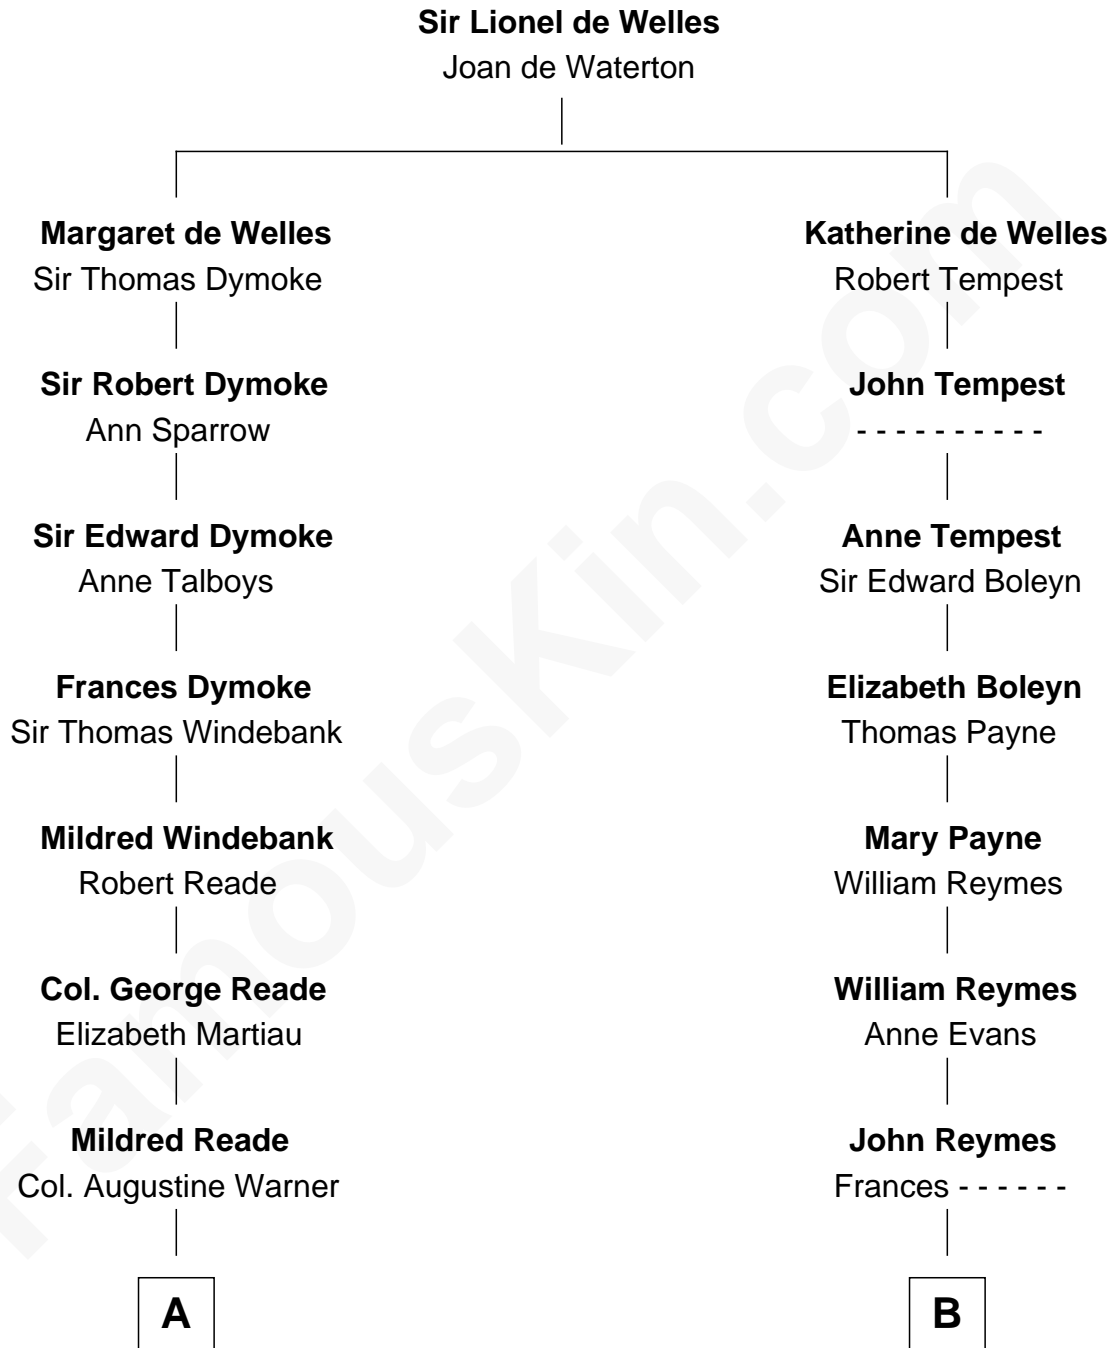 Sir Lionel de Welles
Joan de Waterton
Margaret de Welles
Sir Thomas Dymoke
Sir Robert Dymoke
Ann Sparrow
Sir Edward Dymoke
Anne Talboys
Frances Dymoke
Sir Thomas Windebank
Mildred Windebank
Robert Reade
Col. George Reade
Elizabeth Martiau
Mildred Reade
Col. Augustine Warner
A
Katherine de Welles
Robert Tempest
John Tempest
- - - - - - - - - -
Anne Tempest
Sir Edward Boleyn
Elizabeth Boleyn
Thomas Payne
Mary Payne
William Reymes
William Reymes
Anne Evans
John Reymes
Frances - - - - - -
B
FamousKin.com